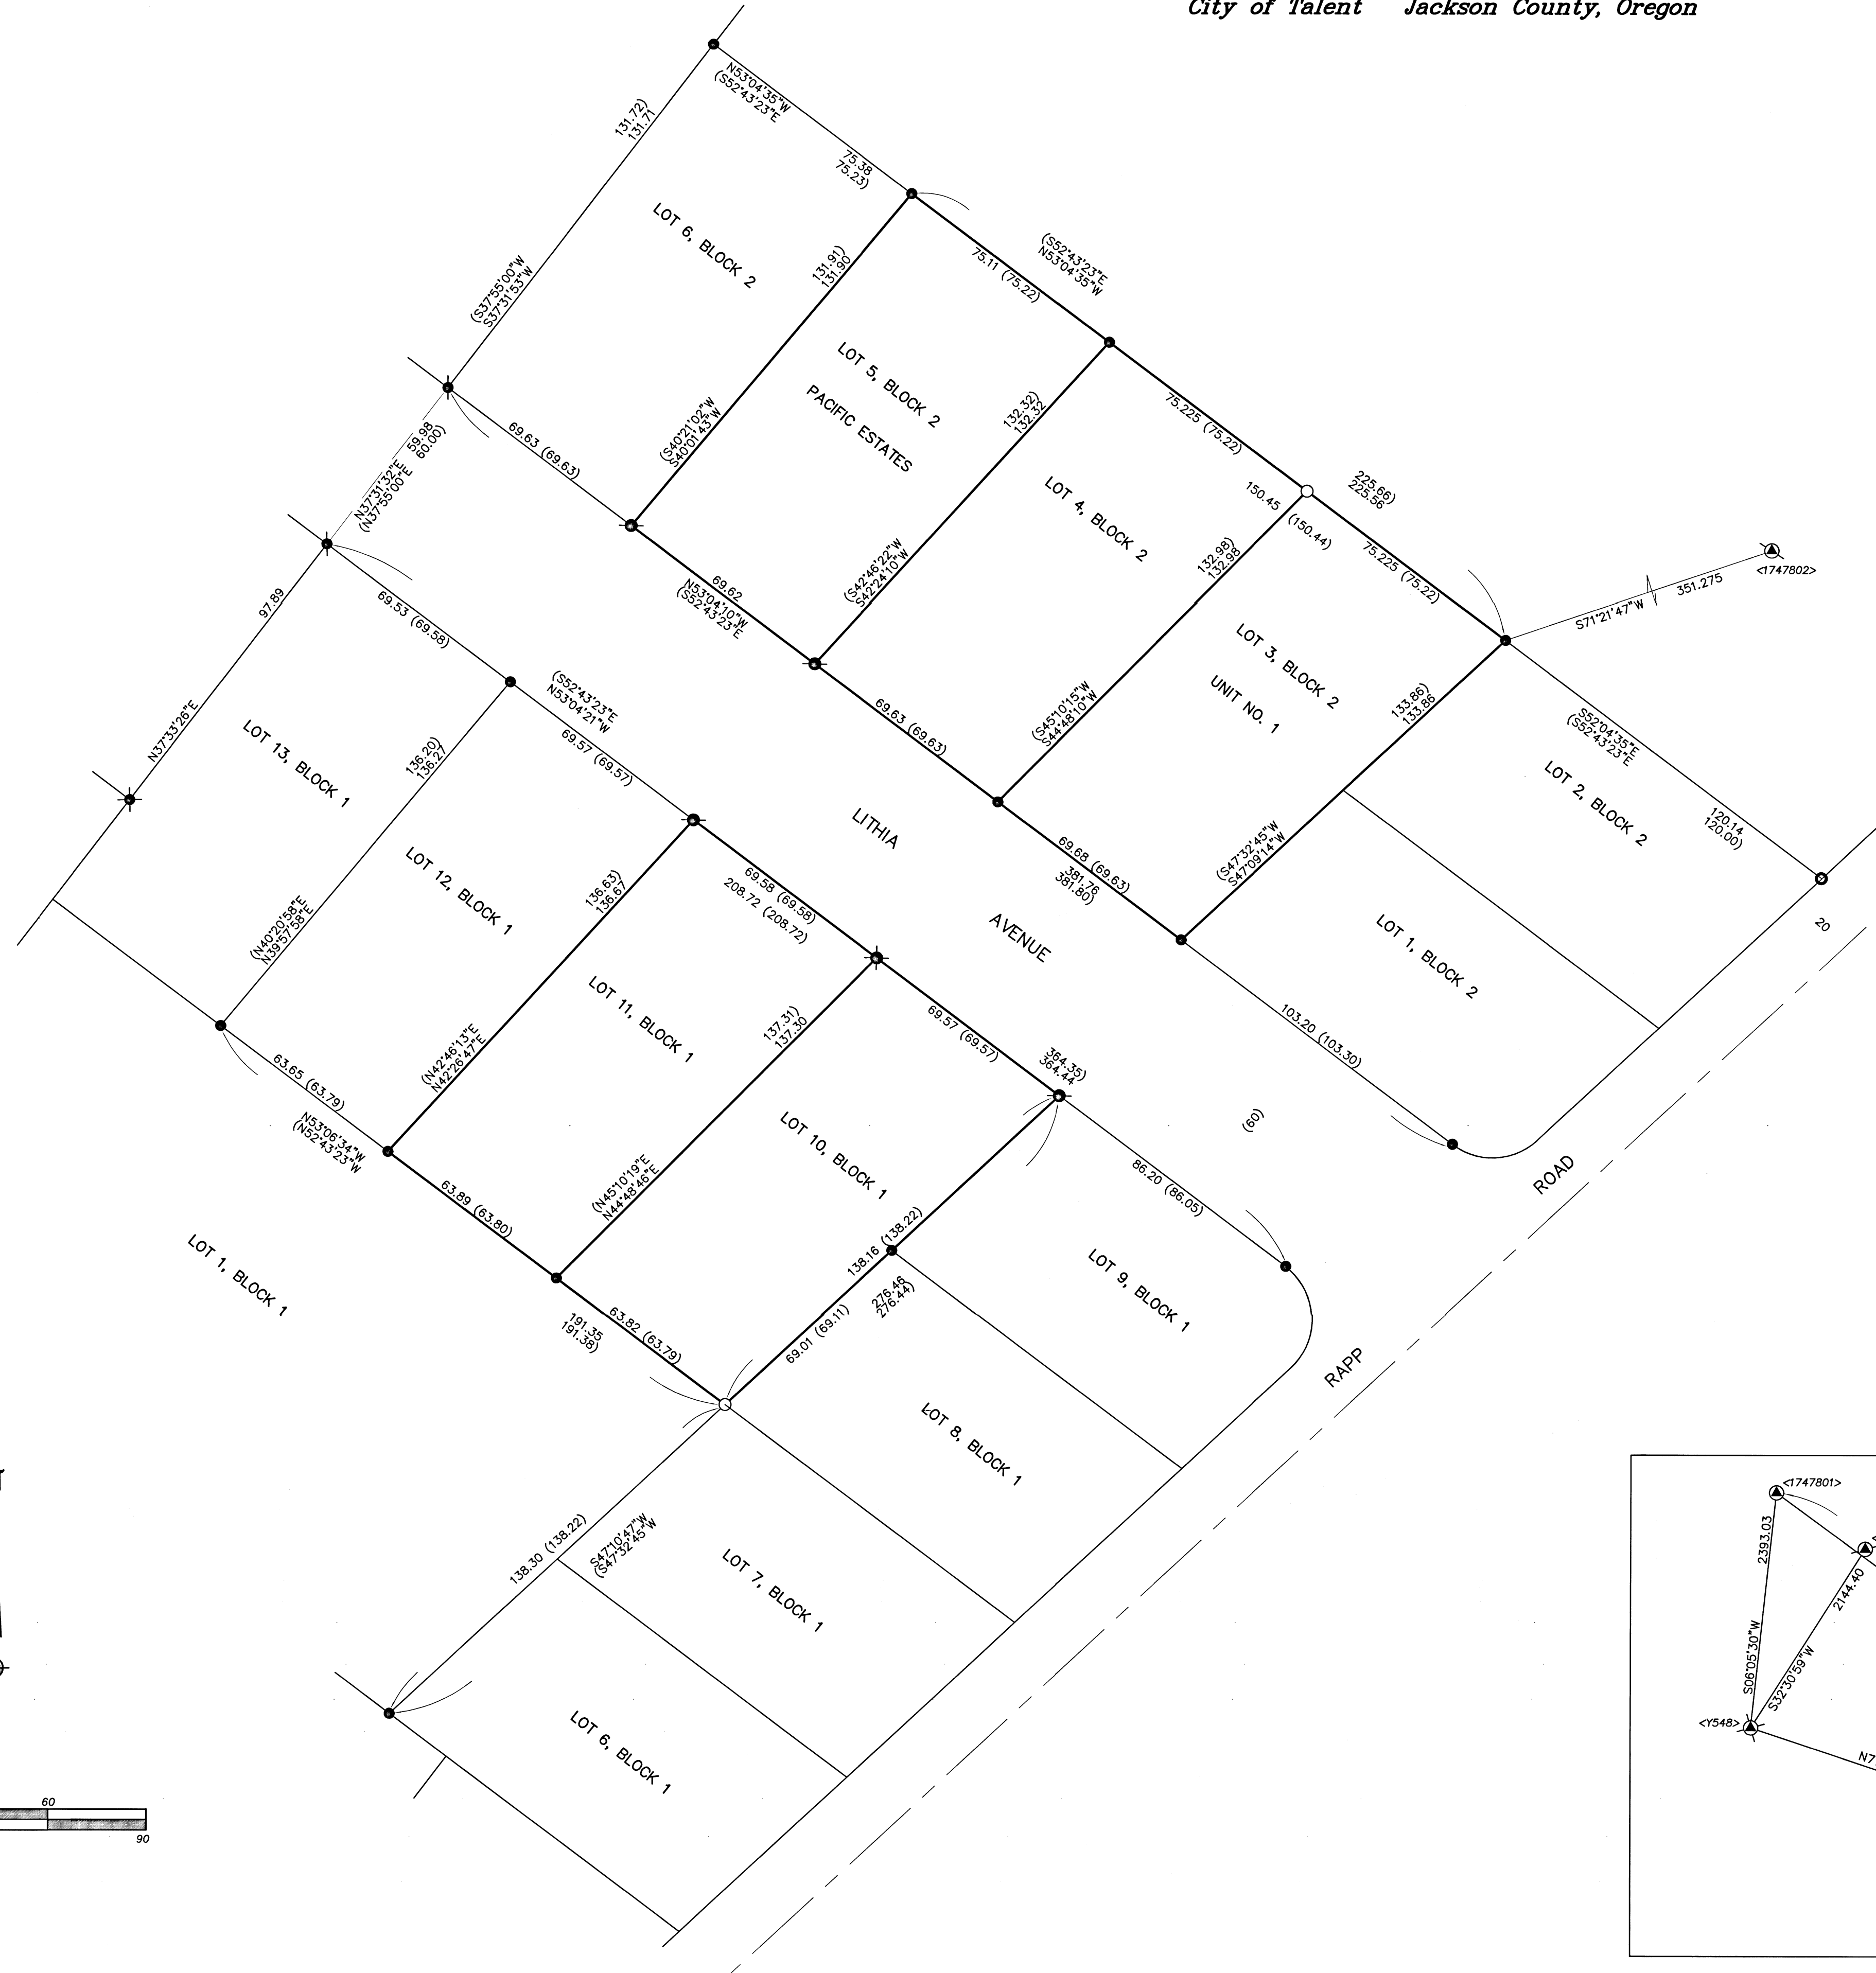 City of Talent Jackson County, Oregon
N53°04'35"W
(S52°43'23"E
131.72)
131.71
75.38
75.23)
LOT 6, BLOCK 2
(S37°55'00"W
S37°31'53"W
131.91)
131.90
(S52°43'23"E
N53°04'35"W
75.11 (75.22)
LOT 5, BLOCK 2
PACIFIC ESTATES
(S40°21'02"W
S40°01'43"W
59.98
60.00)
N37°31'32"E
(N37°55'00"E
69.63 (69.63)
132.32)
132.32
75.225 (75.22)
LOT 4, BLOCK 2
150.45
(150.44)
225.66)
225.56
75.225 (75.22)
<1747802>
351.275
S71°21'47"W
(S42°46'22"W
S42°24'10"W
132.98)
132.98
69.62
N53°04'10"W
(S52°43'23"E
97.89
69.53 (69.58)
N37°33'26"E
LOT 13, BLOCK 1
(S52°43'23"E
N53°04'21"W
69.57 (69.57)
136.20)
136.27
LOT 3, BLOCK 2
UNIT NO. 1
(S45°10'15"W
S44°48'10"W
69.63 (69.63)
133.86)
133.86
S52°04'35"E
(S52°43'23"E
LOT 2, BLOCK 2
120.14
120.00)
LITHIA
LOT 12, BLOCK 1
136.63)
136.67
69.58 (69.58)
208.72 (208.72)
69.68 (69.63)
381.76
381.80)
(S47°32'45"W
S47°09'14"W
(N40°20'58"E
N39°57'58"E
AVENUE
LOT 1, BLOCK 2
20
LOT 11, BLOCK 1
137.31)
137.30
69.57 (69.57)
364.35)
364.44
103.20 (103.30)
(N42°46'13"E
N42°26'47"E
63.65 (63.79)
N53°06'34"W
(N52°43'23"W
LOT 10, BLOCK 1
(60)
86.20 (86.05)
ROAD
(N45°10'19"E
N44°48'46"E
63.89 (63.80)
LOT 1, BLOCK 1
138.16 (138.22)
276.46
276.44)
LOT 9, BLOCK 1
69.01 (69.11)
63.82 (63.79)
191.35
191.38)
RAPP
LOT 8, BLOCK 1
138.30 (138.22)
S47°10'47"W
(S47°32'45"W
LOT 7, BLOCK 1
LOT 6, BLOCK 1
60
90
<1747801>
2393.03
2144.40
S06°05'30"W
S32°30'59"W
<Y548>
N7